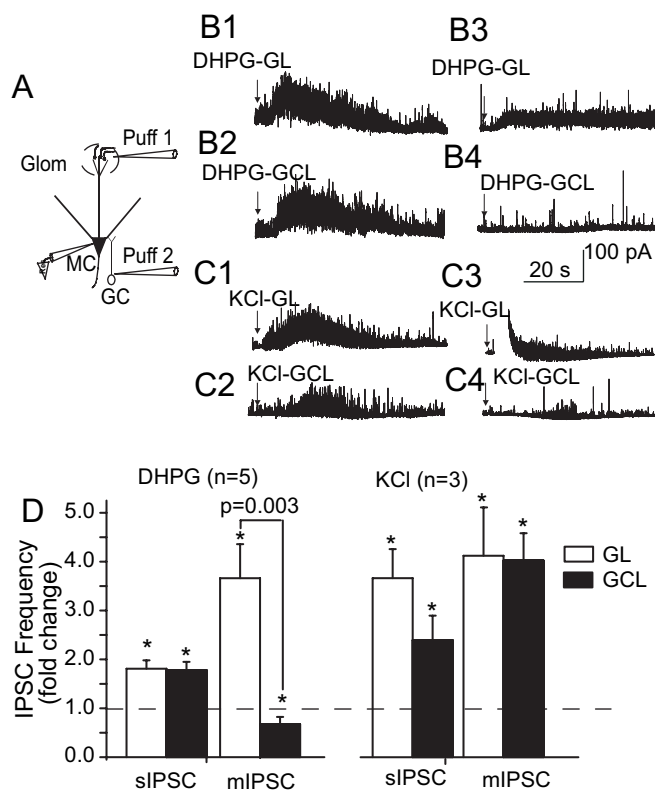 A
Glom
Puff 1
MC
Puff 2
GC
B1
DHPG-GL
B2
DHPG-GCL
B3
DHPG-GL
B4
DHPG-GCL
100 pA
20 s
C1
KCl-GL
C2
KCl-GCL
C3
KCl-GL
C4
KCl-GCL
D
DHPG (n=5)
KCl (n=3)
p=0.003
IPSC Frequency
(fold change)
5.0
4.0
3.0
2.0
1.0
0.0
* * * * * * * *
GL
GCL
sIPSC
mIPSC
sIPSC
mIPSC